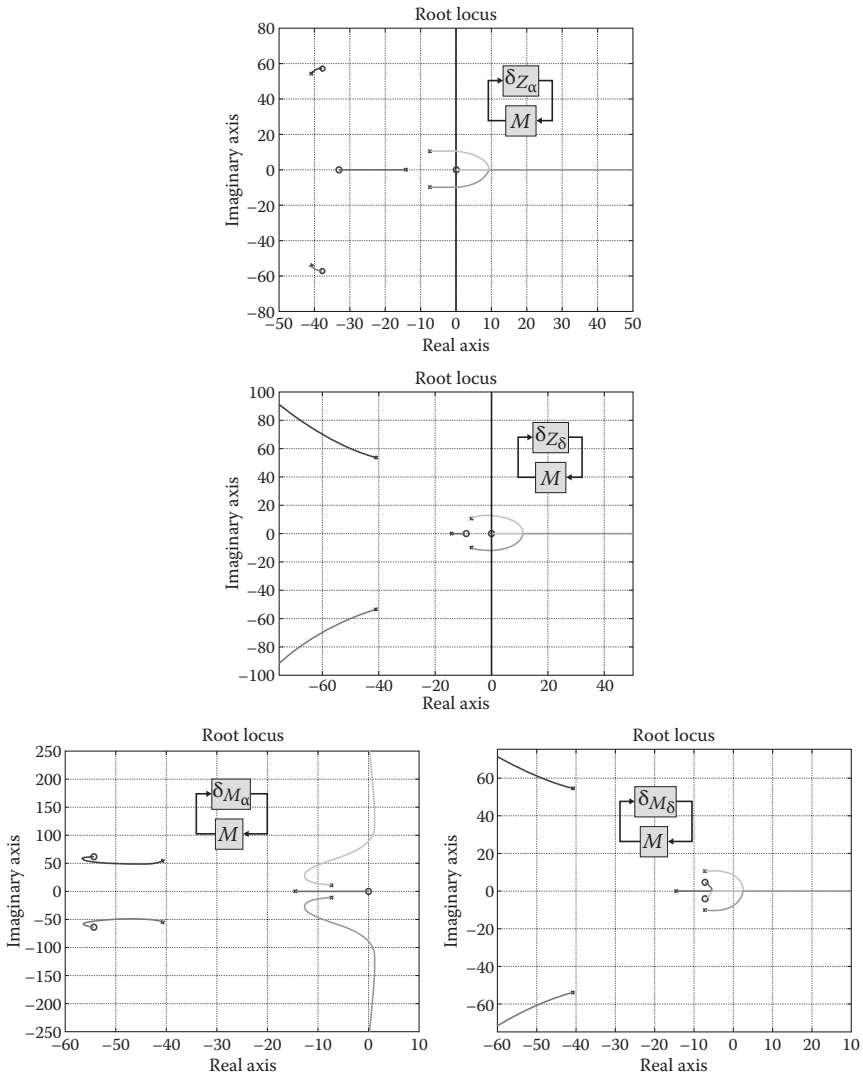 Root locus
80
60
40
20
0
−20
−40
−60
−80
Imaginary axis
δZα
M
−50 −40 −30 −20 −10 0 10 20 30 40 50
Real axis
Root locus
100
80
60
40
20
0
−20
−40
−60
−80
−100
Imaginary axis
δZδ
M
−60 −40 −20 0 20 40
Real axis
Root locus
250
200
150
100
50
0
−50
−100
−150
−200
−250
Imaginary axis
δMα
M
−60 −50 −40 −30 −20 −10 0 10
Real axis
Root locus
60
40
20
0
−20
−40
−60
Imaginary axis
δMδ
M
−60 −50 −40 −30 −20 −10 0 10
Real axis